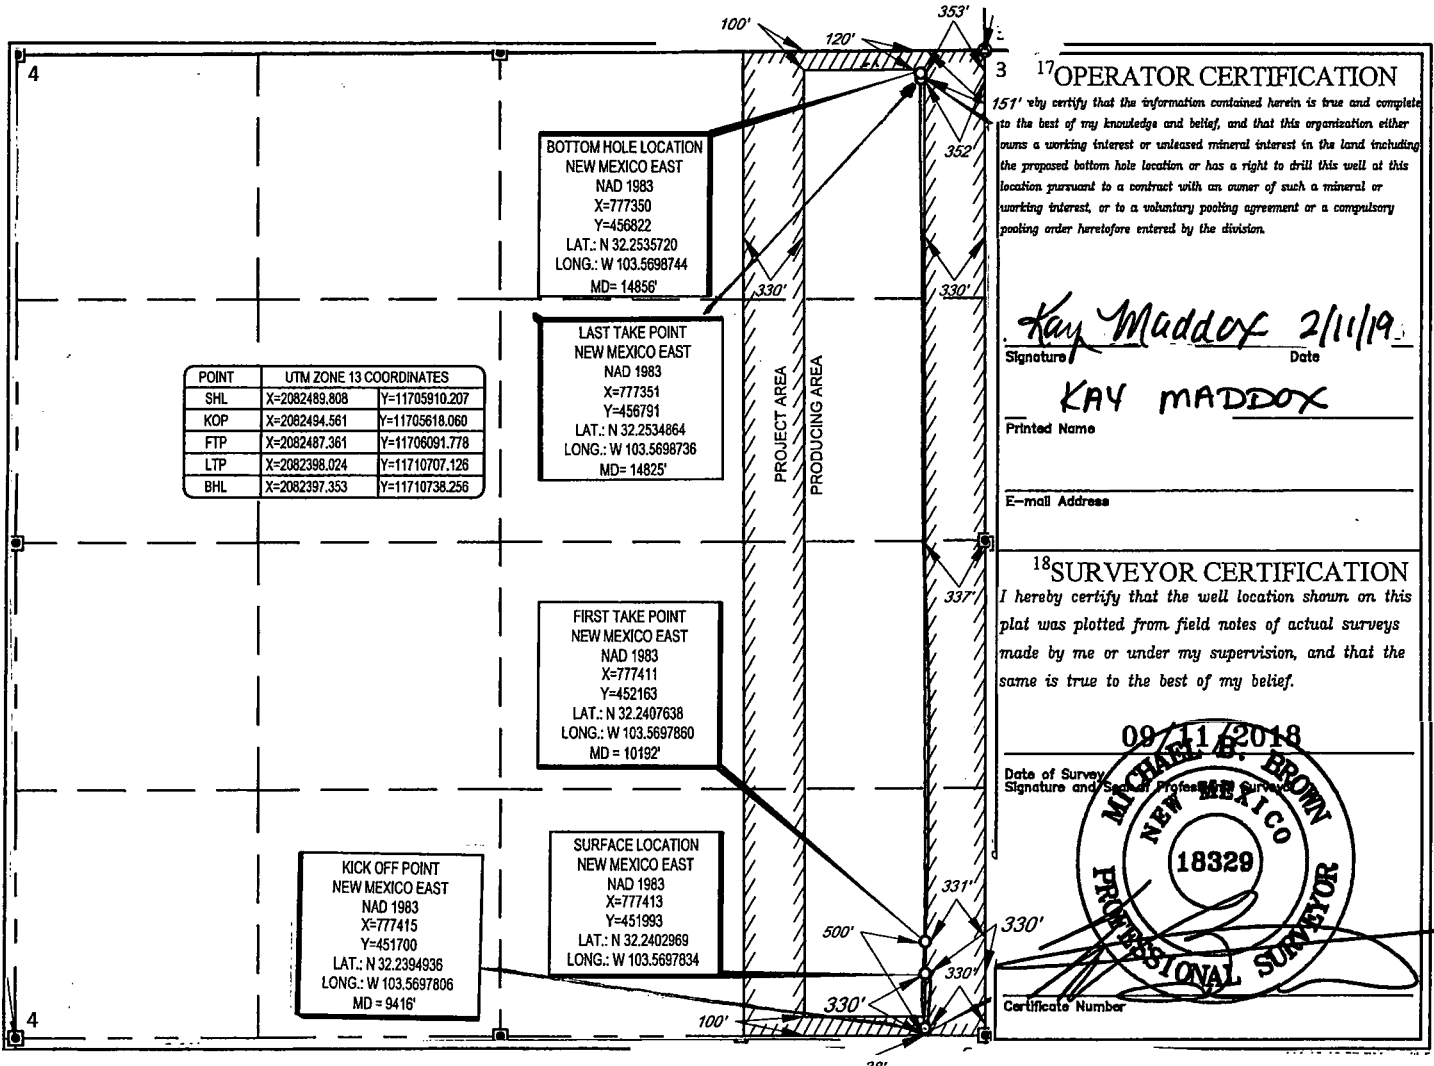 100'
353'
120'
4
3
151'
352'
BOTTOM HOLE LOCATION
NEW MEXICO EAST
NAD 1983
X=777350
Y=456822
LAT.: N 32.2535720
LONG.: W 103.5698744
MD= 14856'
330'
330'
LAST TAKE POINT
NEW MEXICO EAST
NAD 1983
X=777351
Y=456791
LAT.: N 32.2534864
LONG.: W 103.5698736
MD= 14825'
PROJECT AREA
PRODUCING AREA
POINT UTM ZONE 13 COORDINATES
SHL X=2082489.808 Y=11705910.207
KOP X=2082494.561 Y=11705618.060
FTP X=2082487.361 Y=11706091.778
LTP X=2082398.024 Y=11710707.126
BHL X=2082397.353 Y=11710738.256
337'
FIRST TAKE POINT
NEW MEXICO EAST
NAD 1983
X=777411
Y=452163
LAT.: N 32.2407638
LONG.: W 103.5697860
MD = 10192'
SURFACE LOCATION
NEW MEXICO EAST
NAD 1983
X=777413
Y=451993
LAT.: N 32.2402969
LONG.: W 103.5697834
KICK OFF POINT
NEW MEXICO EAST
NAD 1983
X=777415
Y=451700
LAT.: N 32.2394936
LONG.: W 103.5697806
MD = 9416'
331'
500'
330'
330'
330'
100'
4
17OPERATOR CERTIFICATION
eby certify that the information contained herein is true and complete
to the best of my knowledge and belief, and that this organization either
owns a working interest or unleased mineral interest in the land including
the proposed bottom hole location or has a right to drill this well at this
location pursuant to a contract with an owner of such a mineral or
working interest, or to a voluntary pooling agreement or a compulsory
pooling order heretofore entered by the division.
Kay Maddox 2/11/19
Signature Date
KAY MADDOX
Printed Name
E-mail Address
18SURVEYOR CERTIFICATION
I hereby certify that the well location shown on this
plat was plotted from field notes of actual surveys
made by me or under my supervision, and that the
same is true to the best of my belief.
09/11/2018
Date of Survey
Signature and Seal of Professional Surveyor
MICHAEL B. BROWN
NEW MEXICO
18329
PROFESSIONAL SURVEYOR
Certificate Number